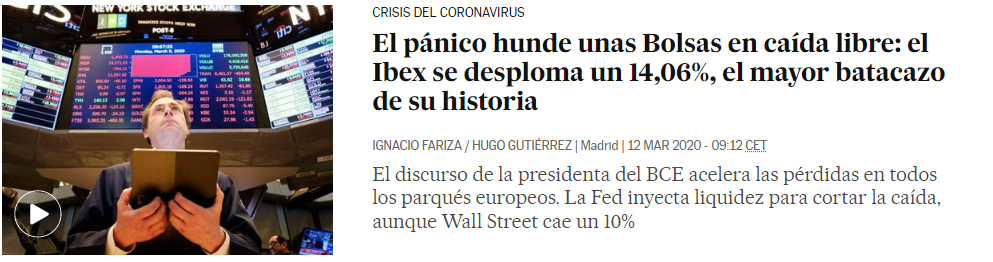 NEW YORK STOCK EXCHANGE
POST-8
CRISIS DEL CORONAVIRUS
El pánico hunde unas Bolsas en caída libre: el
Ibex se desploma un 14,06%, el mayor batacazo
de su historia
IGNACIO FARIZA / HUGO GUTIÉRREZ | Madrid | 12 MAR 2020 - 09:12 CET
El discurso de la presidenta del BCE acelera las pérdidas en todos
los parqués europeos. La Fed inyecta liquidez para cortar la caída,
aunque Wall Street cae un 10%